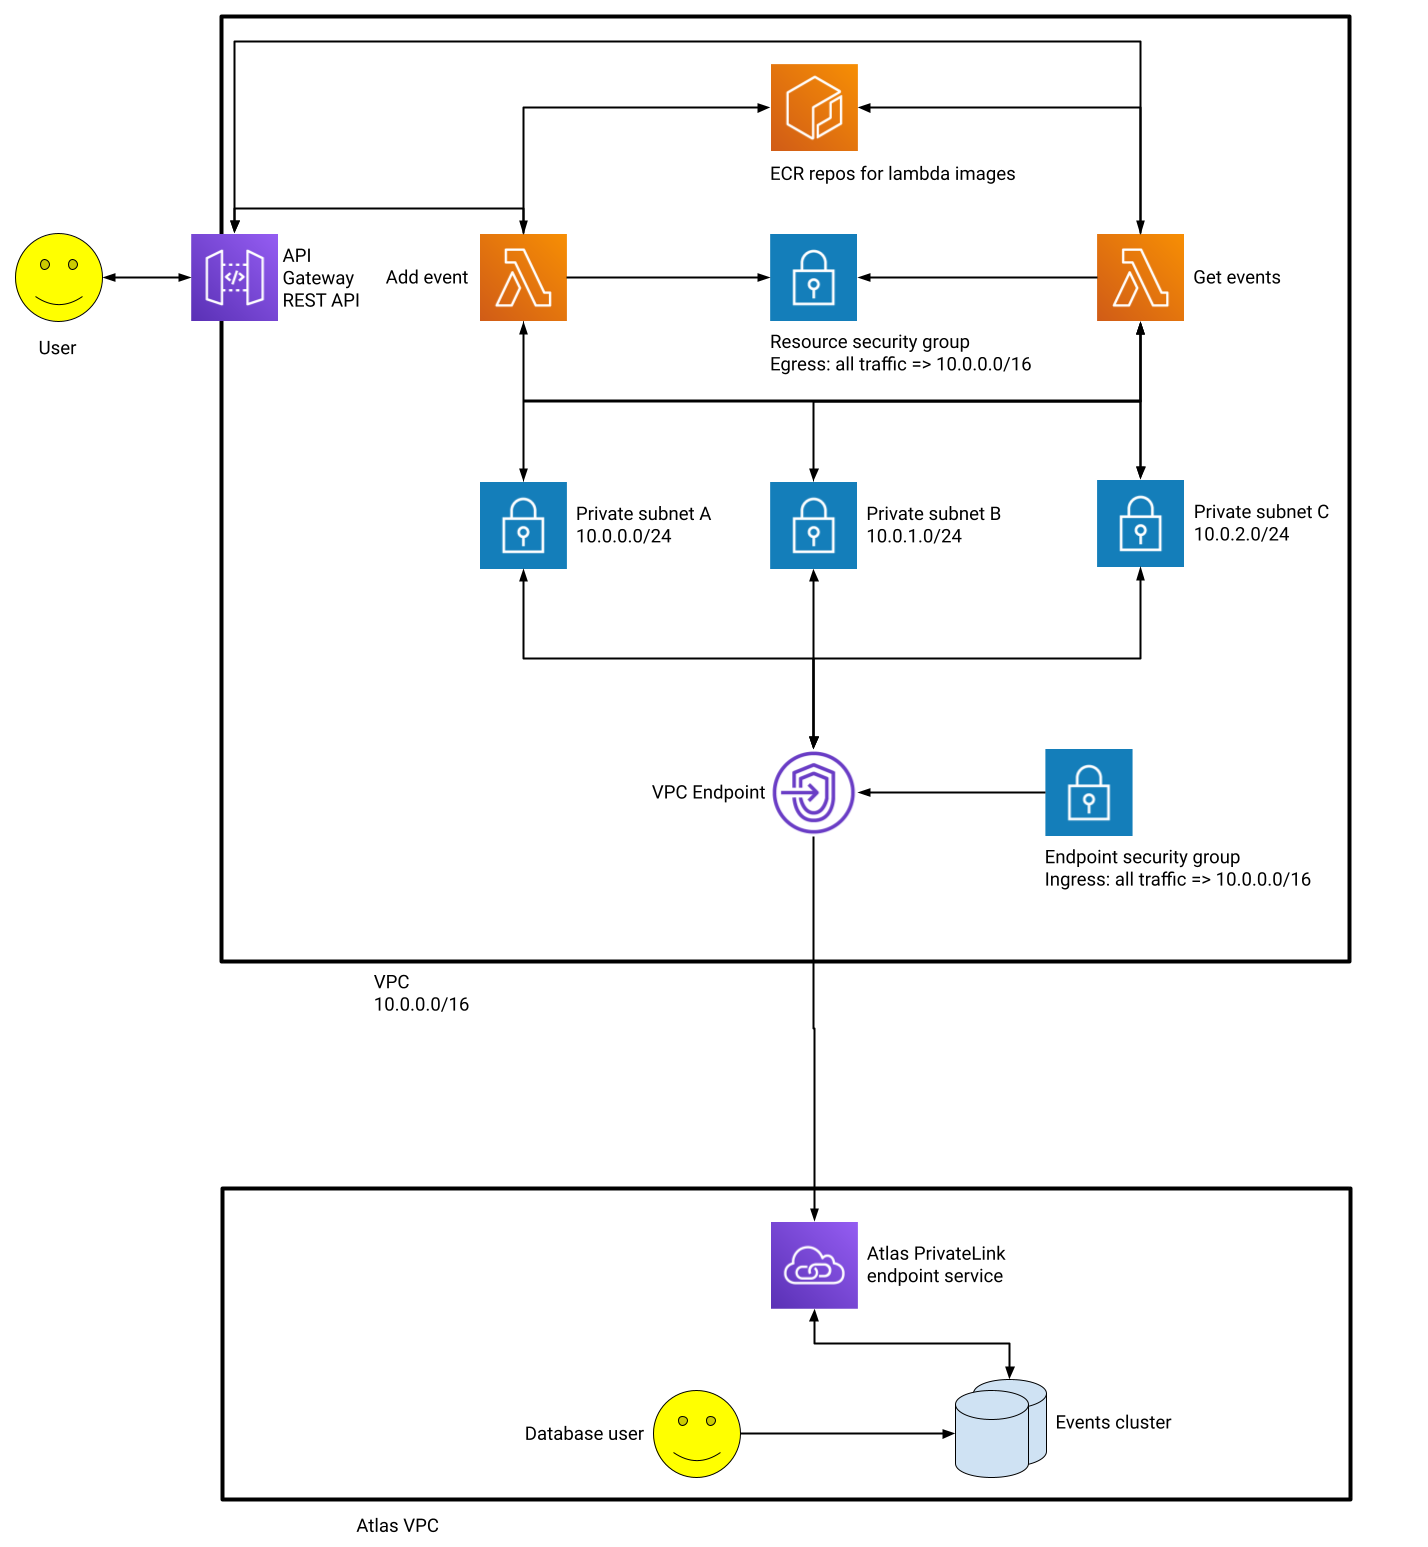 ECR repos for lambda images
User
API
Gateway
REST API
Add event
Get events
Resource security group
Egress: all traffic => 10.0.0.0/16
Private subnet A
10.0.0.0/24
Private subnet B
10.0.1.0/24
Private subnet C
10.0.2.0/24
VPC Endpoint
Endpoint security group
Ingress: all traffic => 10.0.0.0/16
VPC
10.0.0.0/16
Atlas PrivateLink
endpoint service
Database user
Events cluster
Atlas VPC